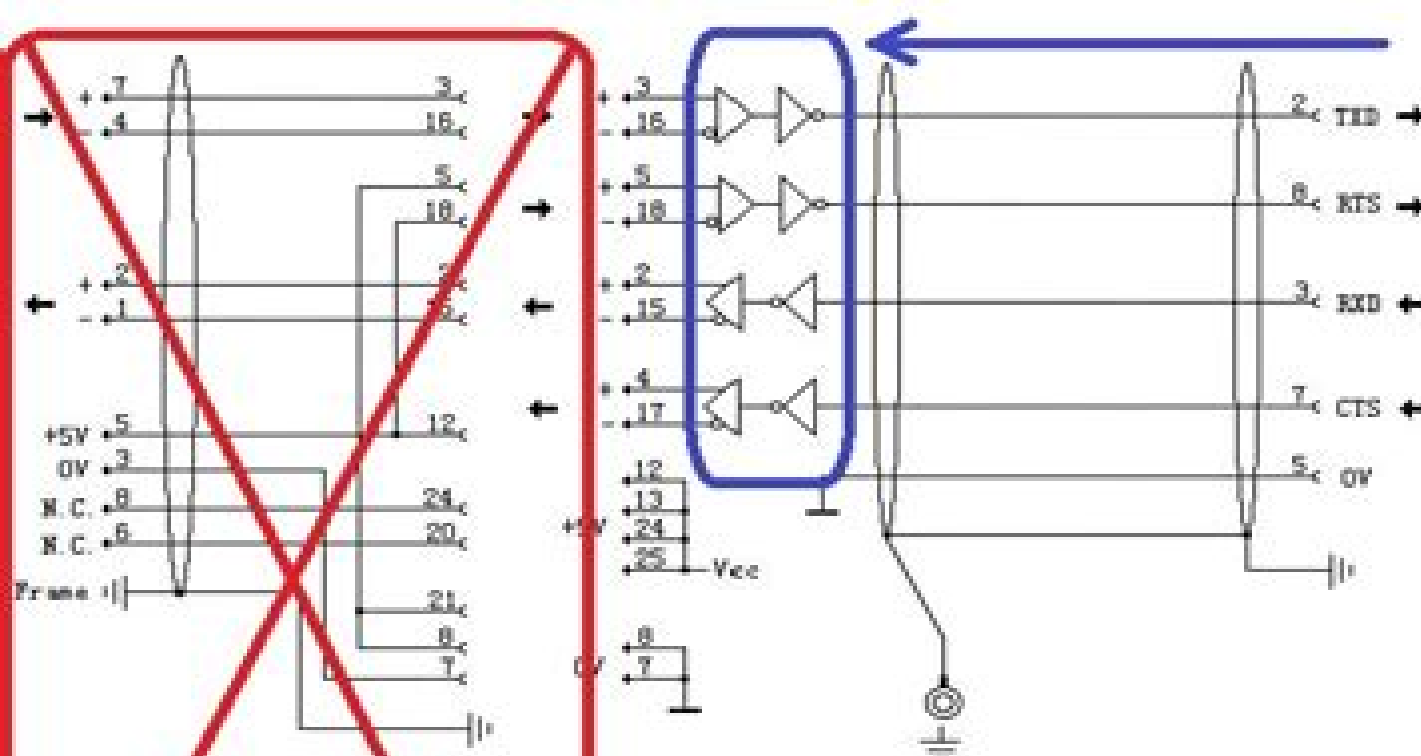 + 7 3
- 4 16
5
18
+ 2
- 1
+5V 5 12
0V 3
N.C. 8 24
N.C. 6 20
Frame
21
8
7
+ 3
- 16
+ 5
- 18
+ 2
- 15
+ 4
- 17
12
13
+5V 24
25 Vcc
8
0V 7
2 TXD
8 RTS
3 RXD
7 CTS
5 0V